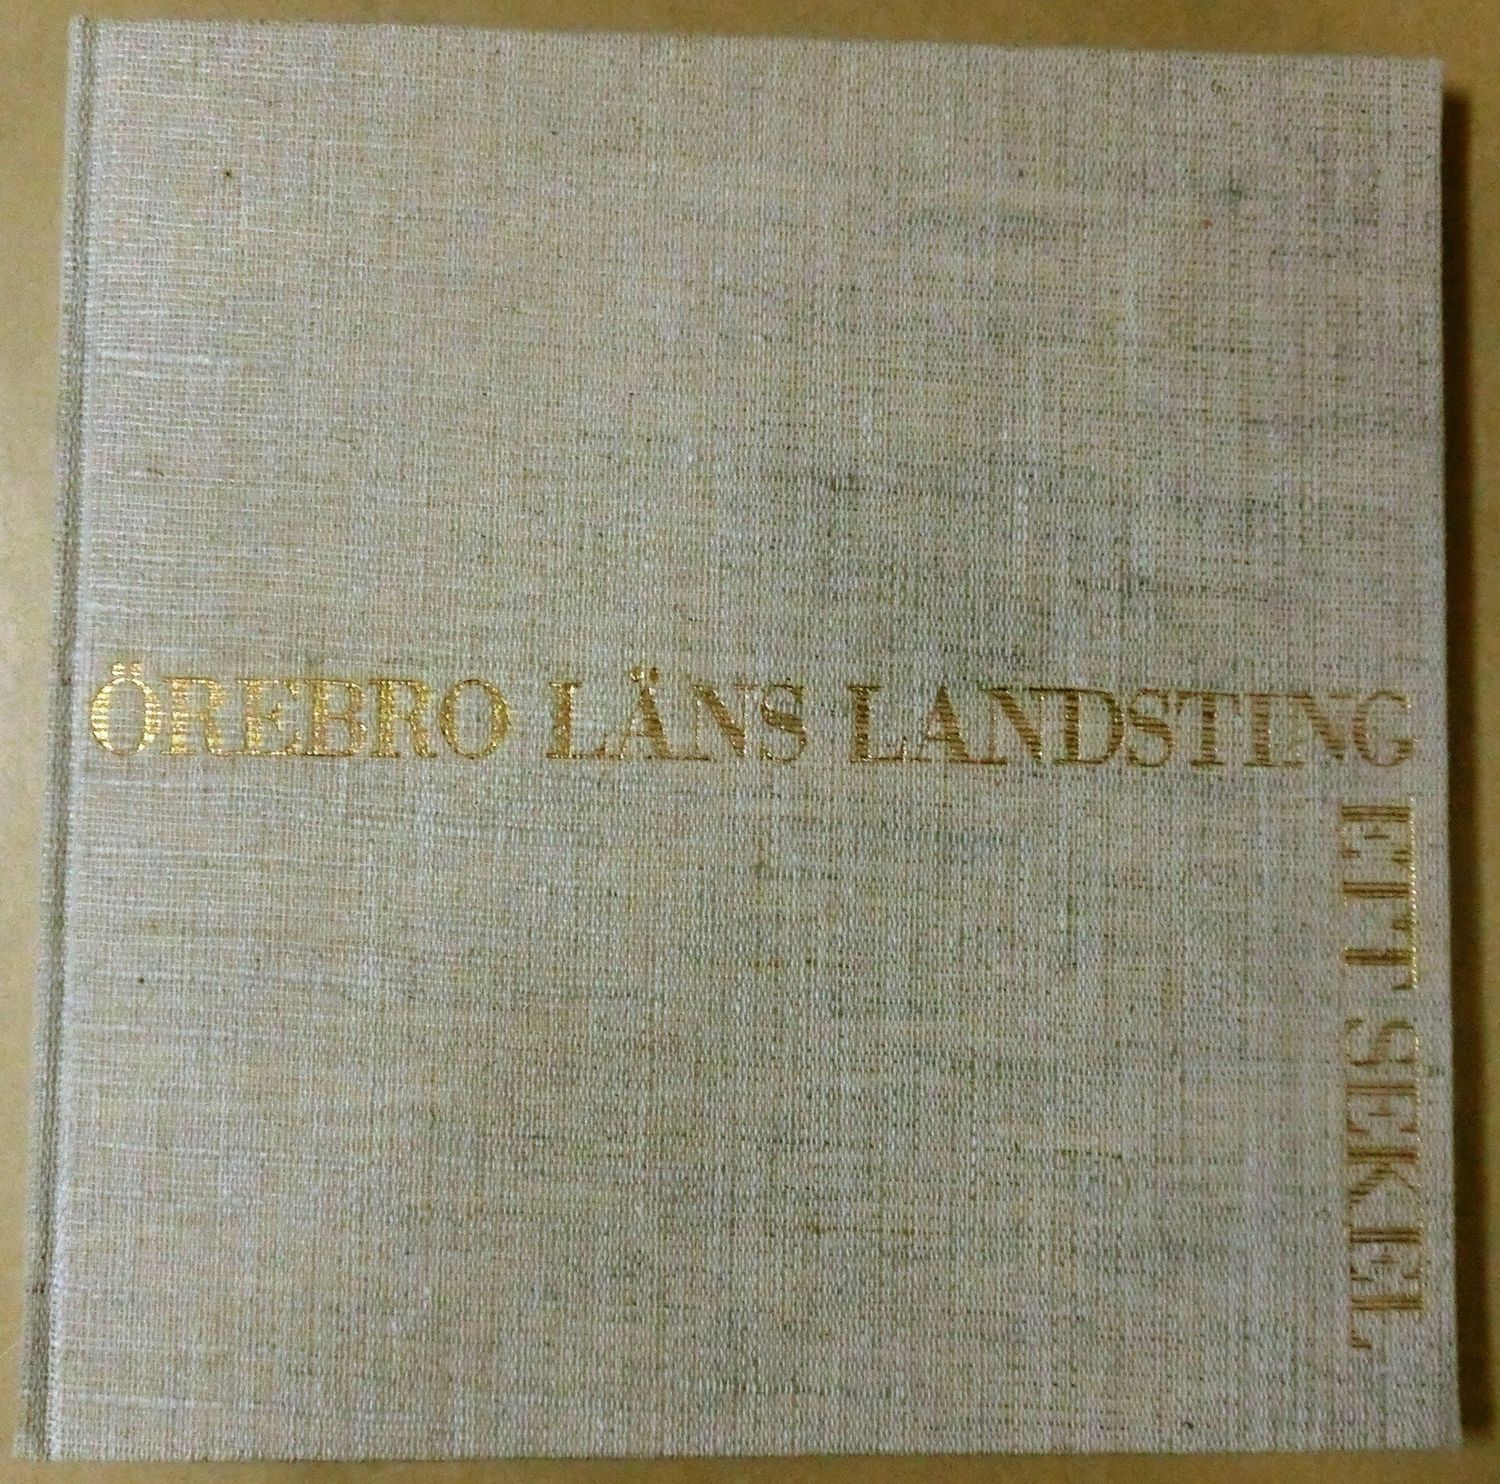 ÖREBRO LÄNS LANDSTING
ETT SEKEL